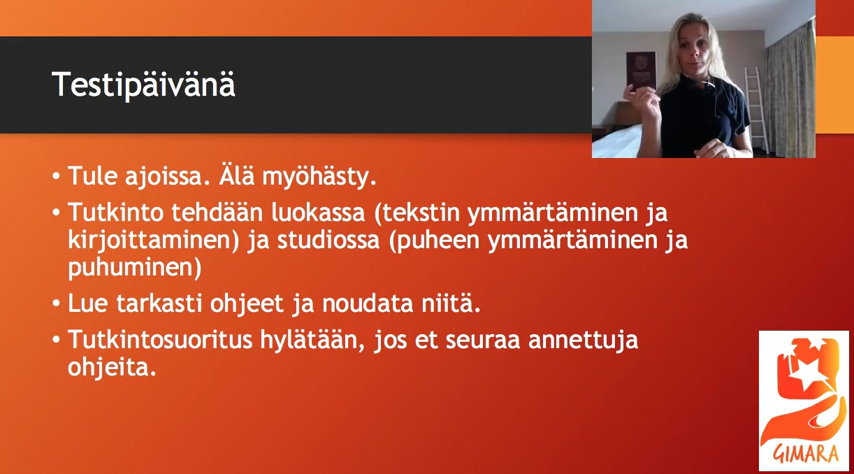 Testipäivänä
• Tule ajoissa. Älä myöhästy.
• Tutkinto tehdään luokassa (tekstin ymmärtäminen ja
kirjoittaminen) ja studiossa (puheen ymmärtäminen ja
puhuminen)
• Lue tarkasti ohjeet ja noudata niitä.
• Tutkintosuoritus hylätään, jos et seuraa annettuja
ohjeita.
GIMARA